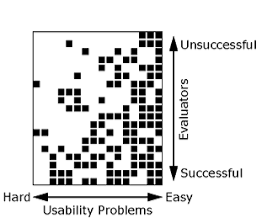 Unsuccessful
Evaluators
Successful
Hard
Easy
Usability Problems